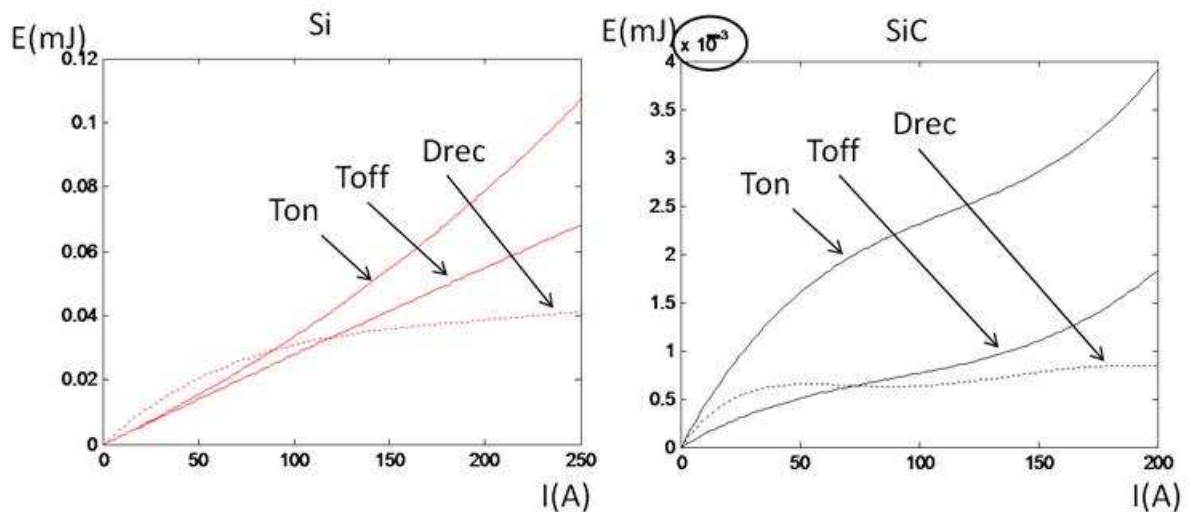 Si
E(mJ)
0.12
0.1
0.08
0.06
0.04
0.02
0
0 50 100 150 200 250
I(A)
Ton
Toff
Drec
SiC
E(mJ)
x 10-3
4
3.5
3
2.5
2
1.5
1
0.5
0
0 50 100 150 200
I(A)
Ton
Toff
Drec